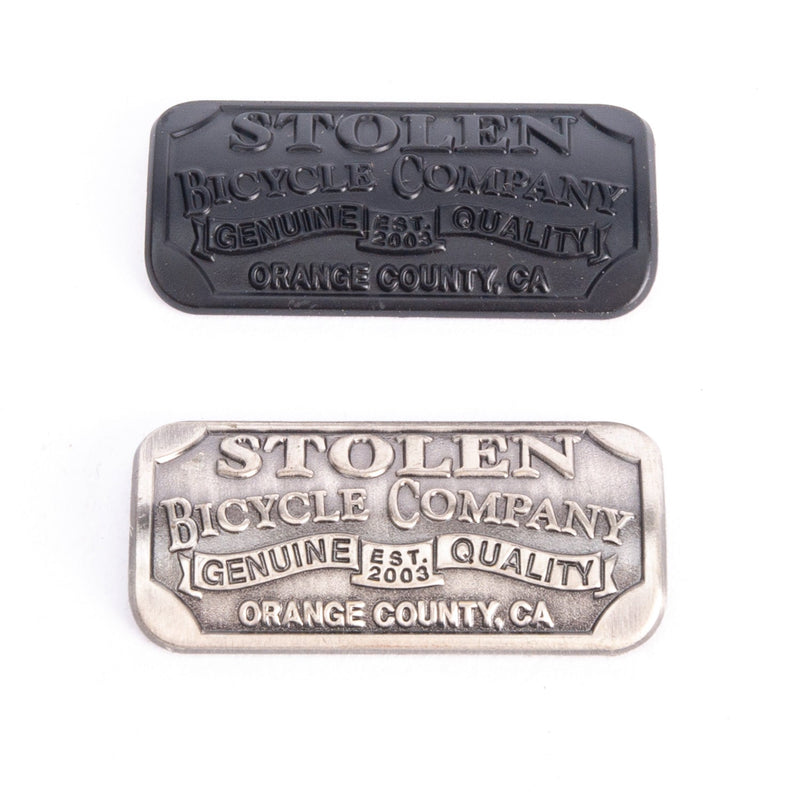 STOLEN
BICYCLE COMPANY
GENUINE EST. 2003 QUALITY
ORANGE COUNTY, CA
STOLEN
BICYCLE COMPANY
GENUINE EST. 2003 QUALITY
ORANGE COUNTY, CA